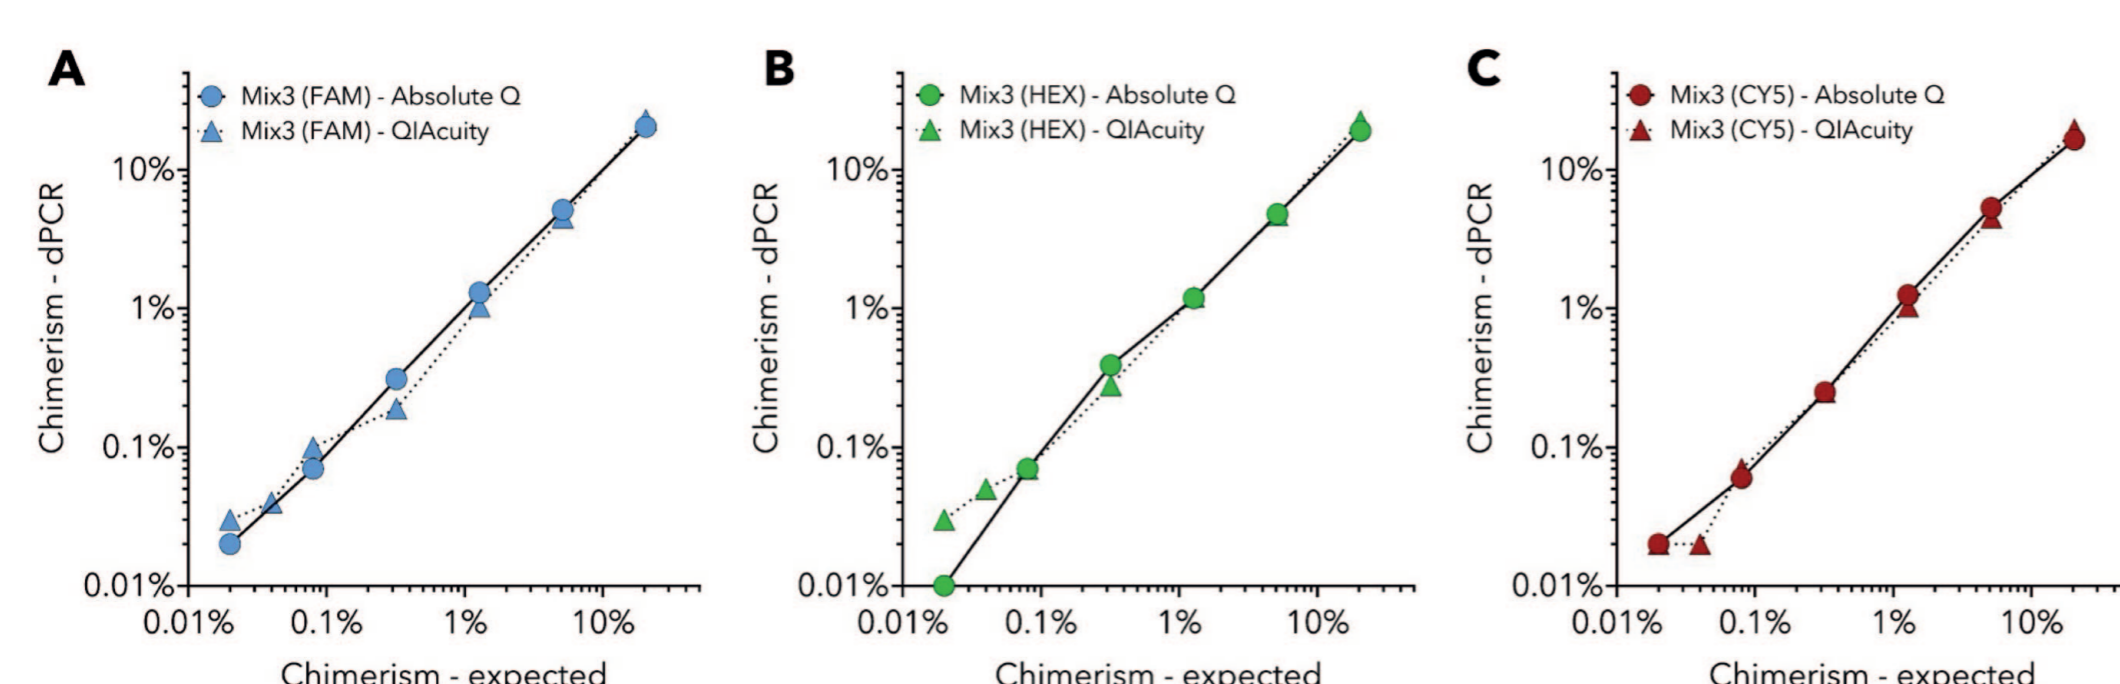 A
Mix3 (FAM) - Absolute Q
Mix3 (FAM) - QIAcuity
Chimerism - dPCR
10%
1%
0.1%
0.01%
0.01% 0.1% 1% 10%
Chimerism - expected
B
Mix3 (HEX) - Absolute Q
Mix3 (HEX) - QIAcuity
Chimerism - dPCR
10%
1%
0.1%
0.01%
0.01% 0.1% 1% 10%
Chimerism - expected
C
Mix3 (CY5) - Absolute Q
Mix3 (CY5) - QIAcuity
Chimerism - dPCR
10%
1%
0.1%
0.01%
0.01% 0.1% 1% 10%
Chimerism - expected